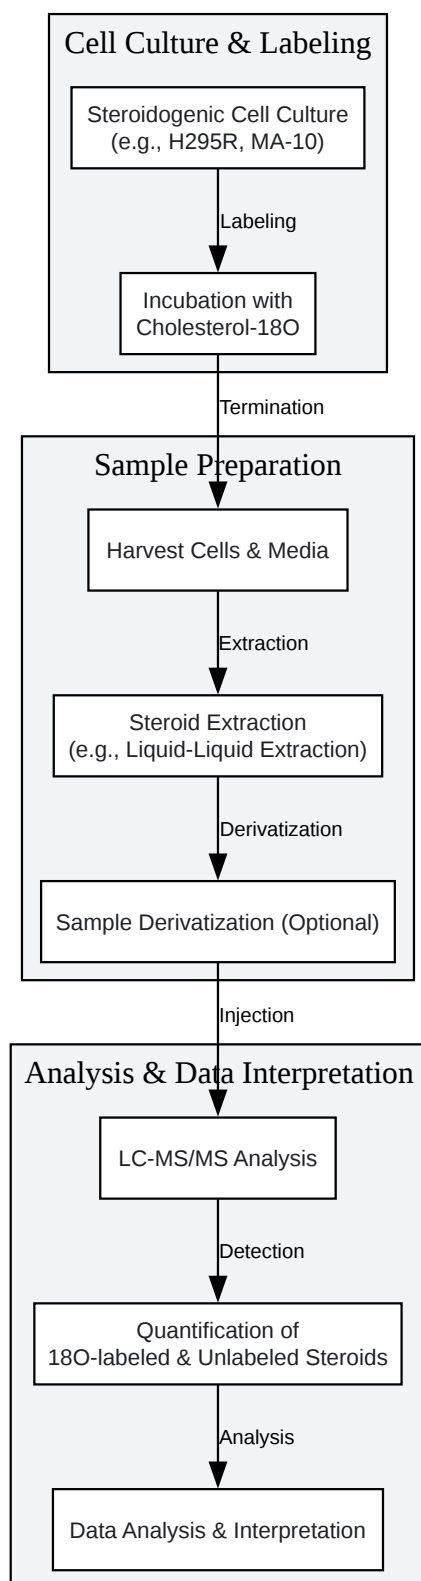 Cell Culture & Labeling
Steroidogenic Cell Culture
(e.g., H295R, MA-10)
Labeling
Incubation with
Cholesterol-18O
Termination
Sample Preparation
Harvest Cells & Media
Extraction
Steroid Extraction
(e.g., Liquid-Liquid Extraction)
Derivatization
Sample Derivatization (Optional)
Injection
Analysis & Data Interpretation
LC-MS/MS Analysis
Detection
Quantification of
18O-labeled & Unlabeled Steroids
Analysis
Data Analysis & Interpretation